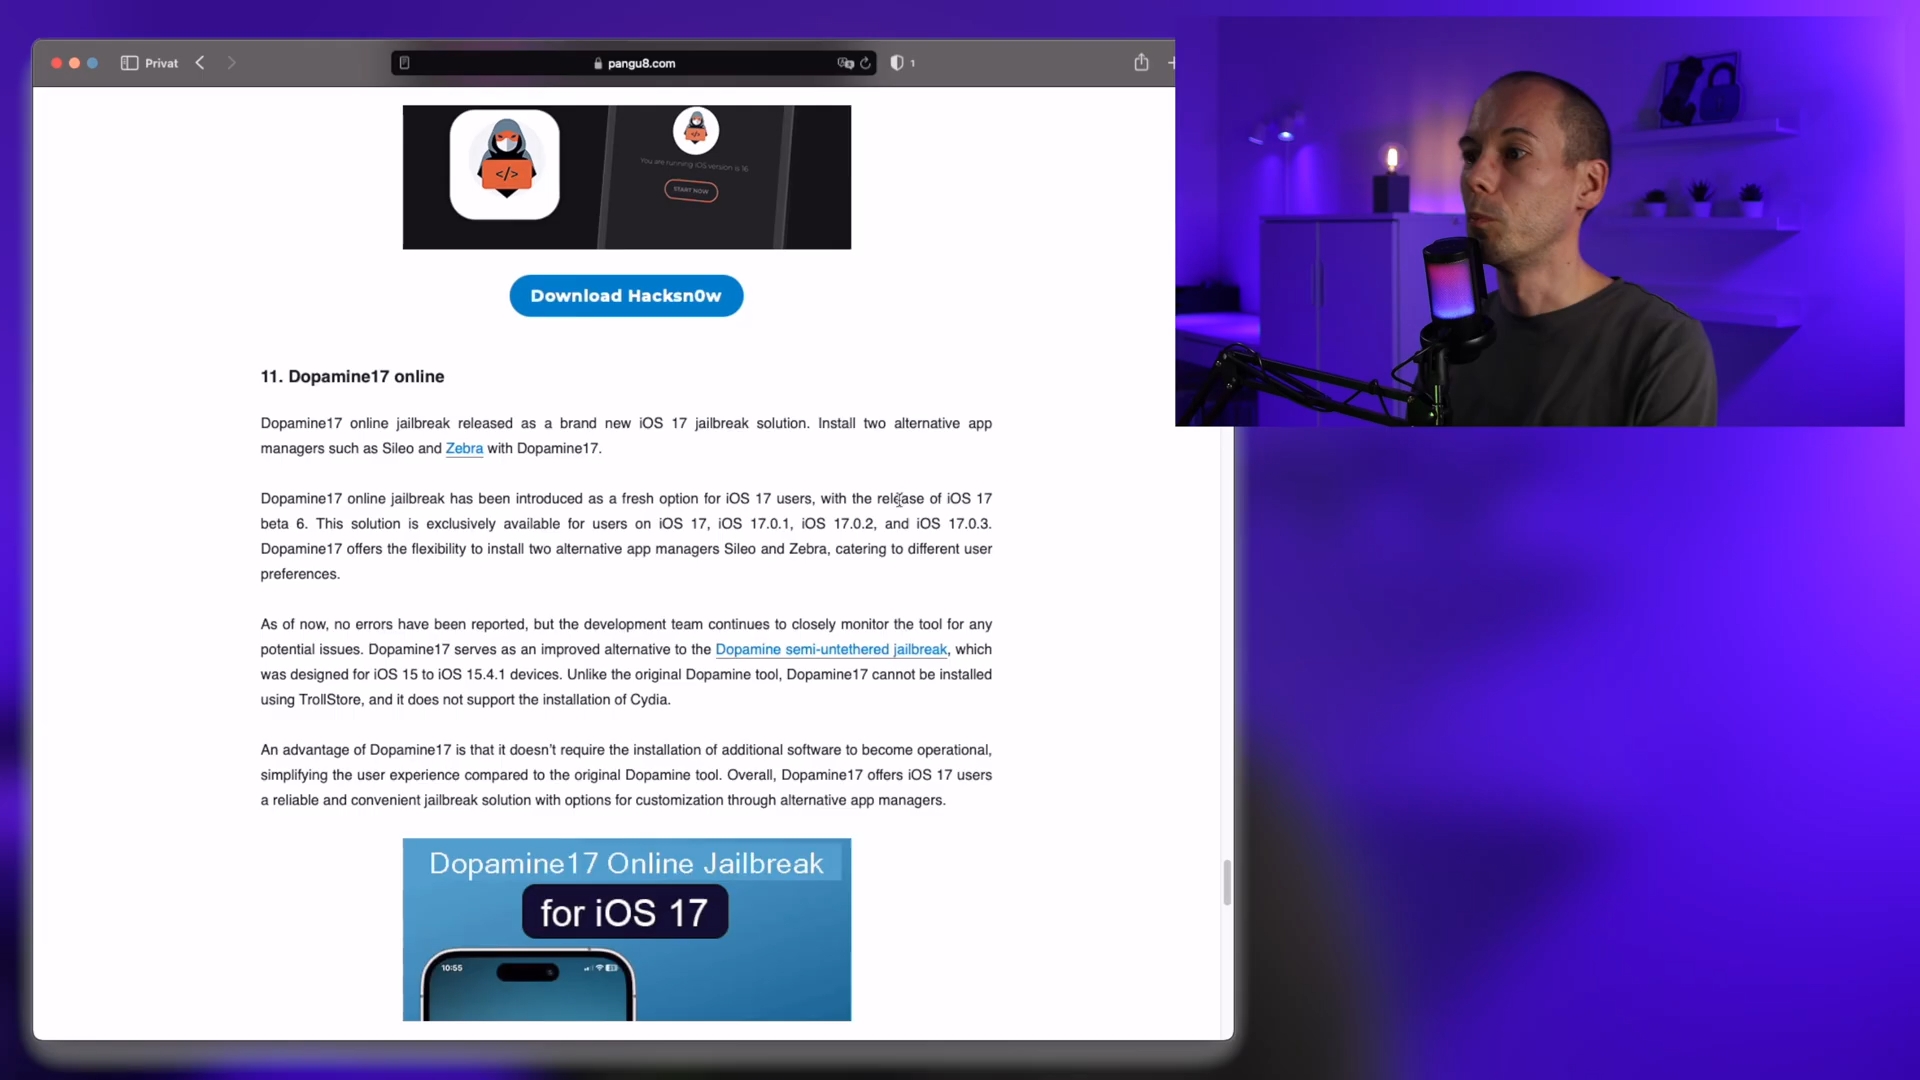 Privat
pangu8.com
1
</>
</>
You are running iOS version is 16
START NOW
Download Hacksn0w
11. Dopamine17 online
Dopamine17 online jailbreak released as a brand new iOS 17 jailbreak solution. Install two alternative app
managers such as Sileo and Zebra with Dopamine17.
Dopamine17 online jailbreak has been introduced as a fresh option for iOS 17 users, with the release of iOS 17
beta 6. This solution is exclusively available for users on iOS 17, iOS 17.0.1, iOS 17.0.2, and iOS 17.0.3.
Dopamine17 offers the flexibility to install two alternative app managers Sileo and Zebra, catering to different user
preferences.
As of now, no errors have been reported, but the development team continues to closely monitor the tool for any
potential issues. Dopamine17 serves as an improved alternative to the Dopamine semi-untethered jailbreak, which
was designed for iOS 15 to iOS 15.4.1 devices. Unlike the original Dopamine tool, Dopamine17 cannot be installed
using TrollStore, and it does not support the installation of Cydia.
An advantage of Dopamine17 is that it doesn't require the installation of additional software to become operational,
simplifying the user experience compared to the original Dopamine tool. Overall, Dopamine17 offers iOS 17 users
a reliable and convenient jailbreak solution with options for customization through alternative app managers.
Dopamine17 Online Jailbreak
for iOS 17
10:55